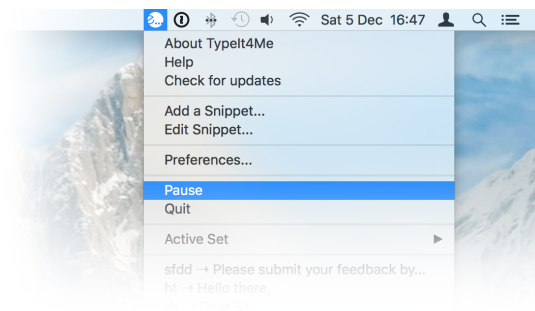 Sat 5 Dec 16:47
About TypeIt4Me
Help
Check for updates
Add a Snippet...
Edit Snippet...
Preferences...
Pause
Quit
Active Set
sfdd → Please submit your feedback by...
ht → Hello there,